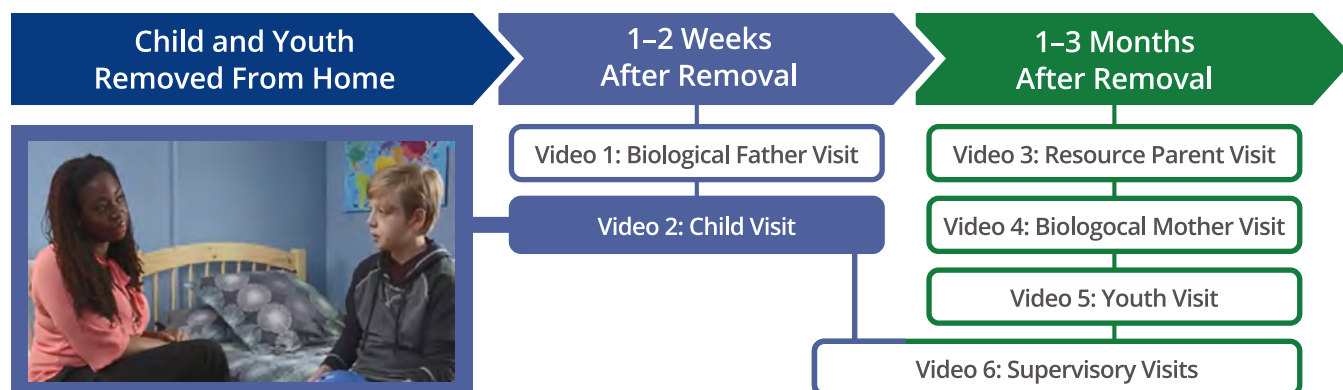 Child and Youth
Removed From Home
1–2 Weeks
After Removal
1–3 Months
After Removal
Video 1: Biological Father Visit
Video 2: Child Visit
Video 3: Resource Parent Visit
Video 4: Biologocal Mother Visit
Video 5: Youth Visit
Video 6: Supervisory Visits